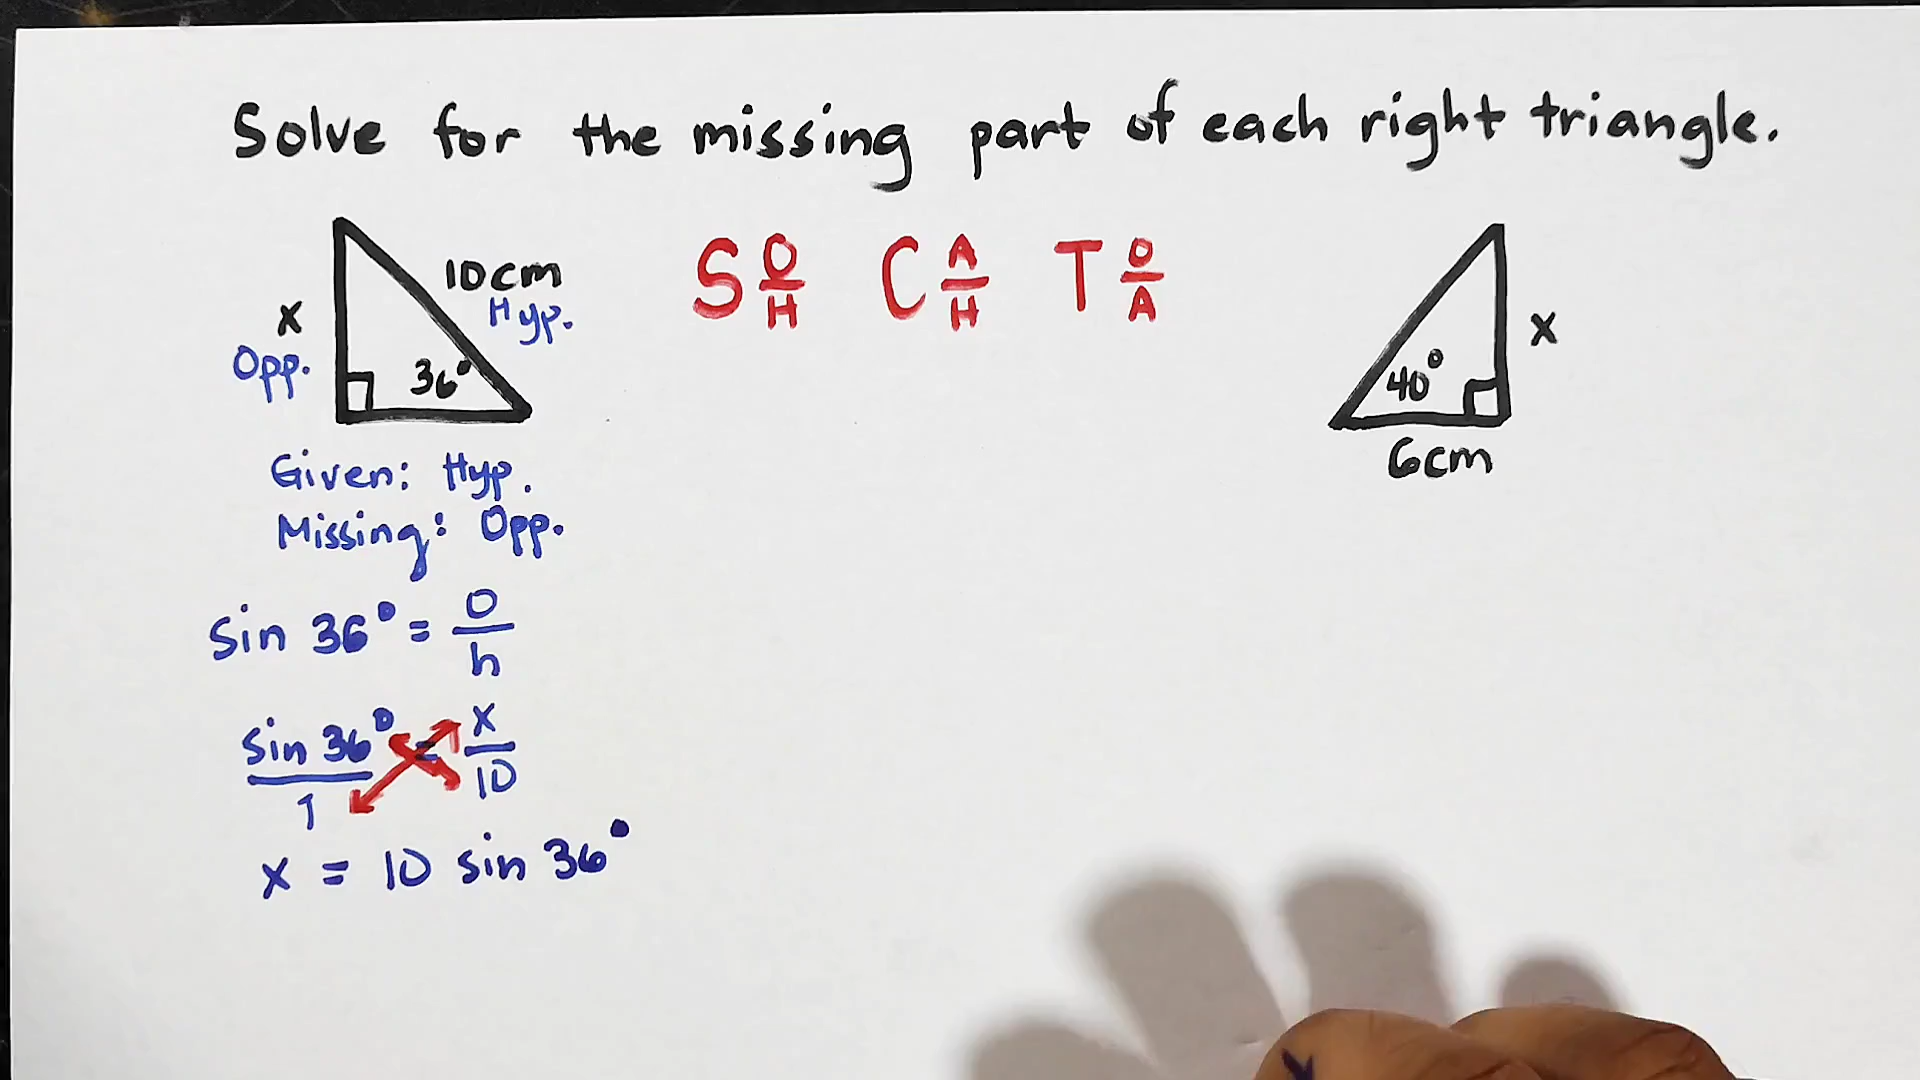 Solve for the missing part of each right triangle.
x
Opp.
10cm
Hyp.
36°
S O/H C A/H T O/A
40°
x
6cm
Given: Hyp.
Missing: Opp.
sin 36° = o/h
sin 36°/1 = x/10
x = 10 sin 36°